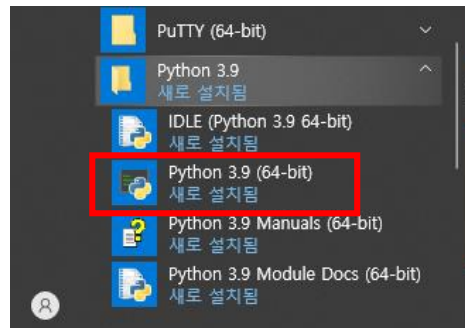 PuTTY (64-bit)
Python 3.9
새로 설치됨
IDLE (Python 3.9 64-bit)
새로 설치됨
Python 3.9 (64-bit)
새로 설치됨
Python 3.9 Manuals (64-bit)
새로 설치됨
Python 3.9 Module Docs (64-bit)
새로 설치됨